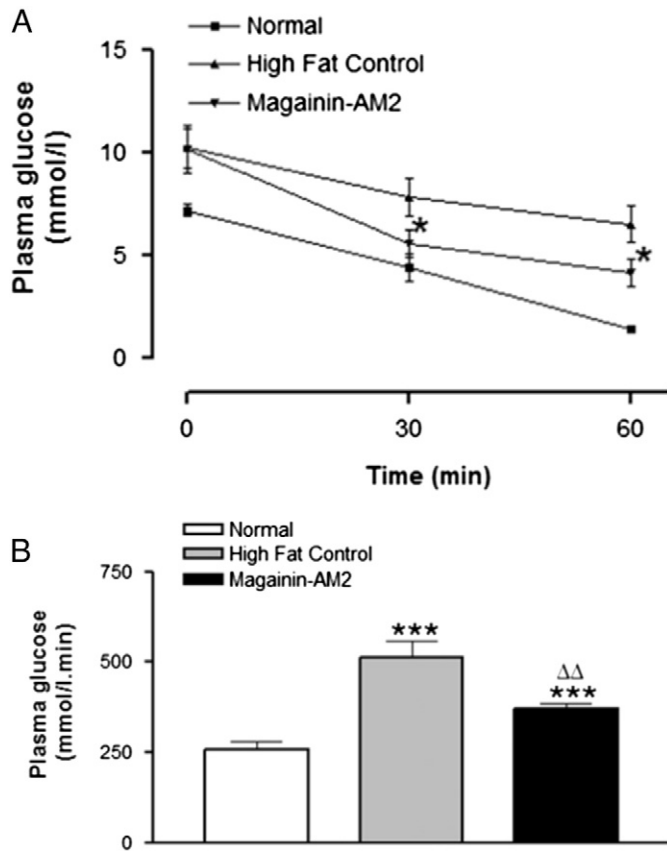 A
Normal
High Fat Control
Magainin-AM2
Plasma glucose
(mmol/l)
15
10
5
0
*
*
0 30 60
Time (min)
B
Normal
High Fat Control
Magainin-AM2
Plasma glucose
(mmol/l.min)
750
500
250
0
***
ΔΔ
***